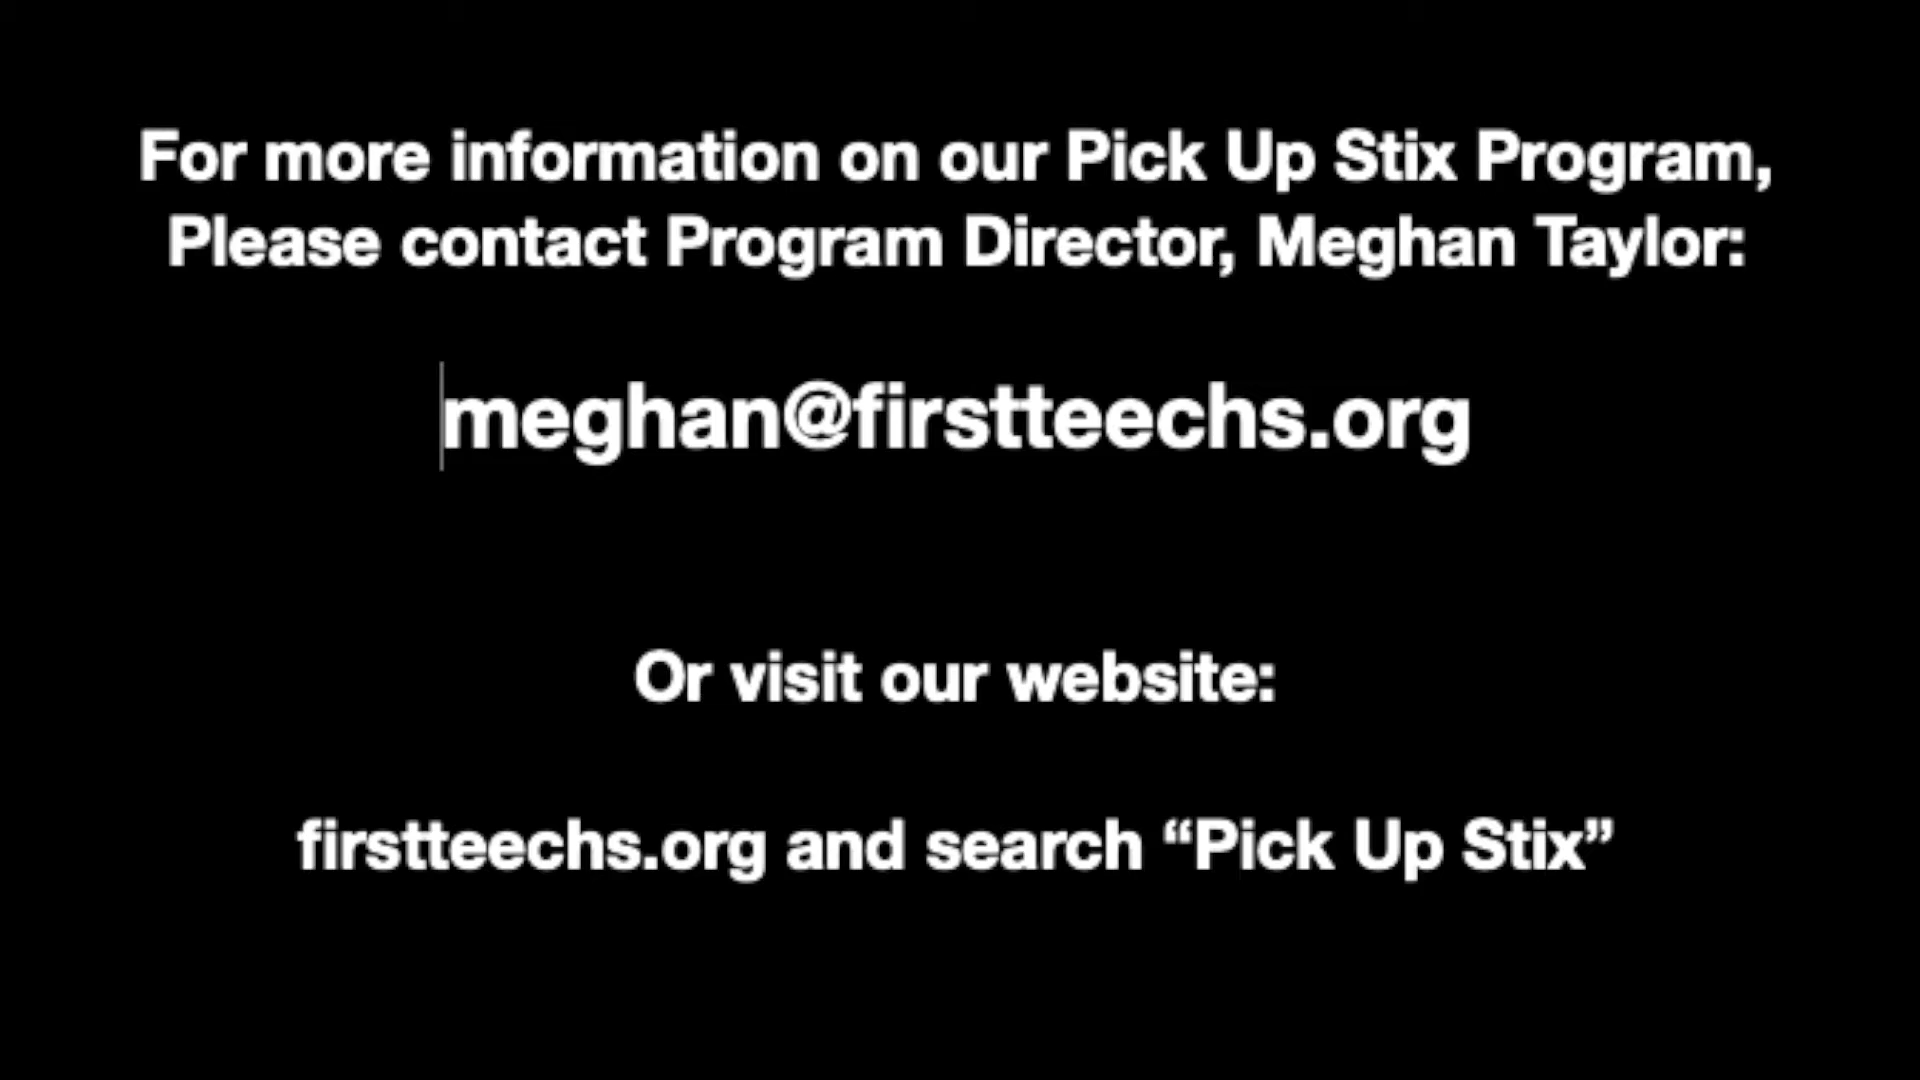 For more information on our Pick Up Stix Program,
Please contact Program Director, Meghan Taylor:
meghan@firstteechs.org
Or visit our website:
firstteechs.org and search “Pick Up Stix”